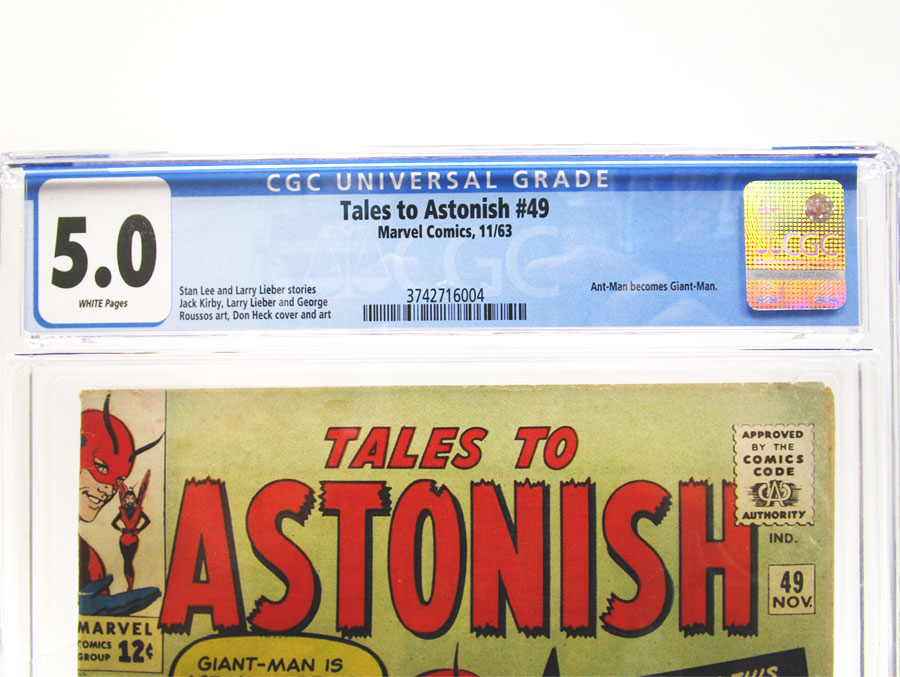 CGC UNIVERSAL GRADE
Tales to Astonish #49
Marvel Comics, 11/63
5.0
WHITE Pages
Stan Lee and Larry Lieber stories
Jack Kirby, Larry Lieber and George
Roussos art, Don Heck cover and art
3742716004
Ant-Man becomes Giant-Man.
CGC
TALES TO
ASTONISH
APPROVED
BY THE
COMICS
CODE
AUTHORITY
IND.
49
NOV.
MARVEL
COMICS
GROUP 12¢
GIANT-MAN IS
THIS